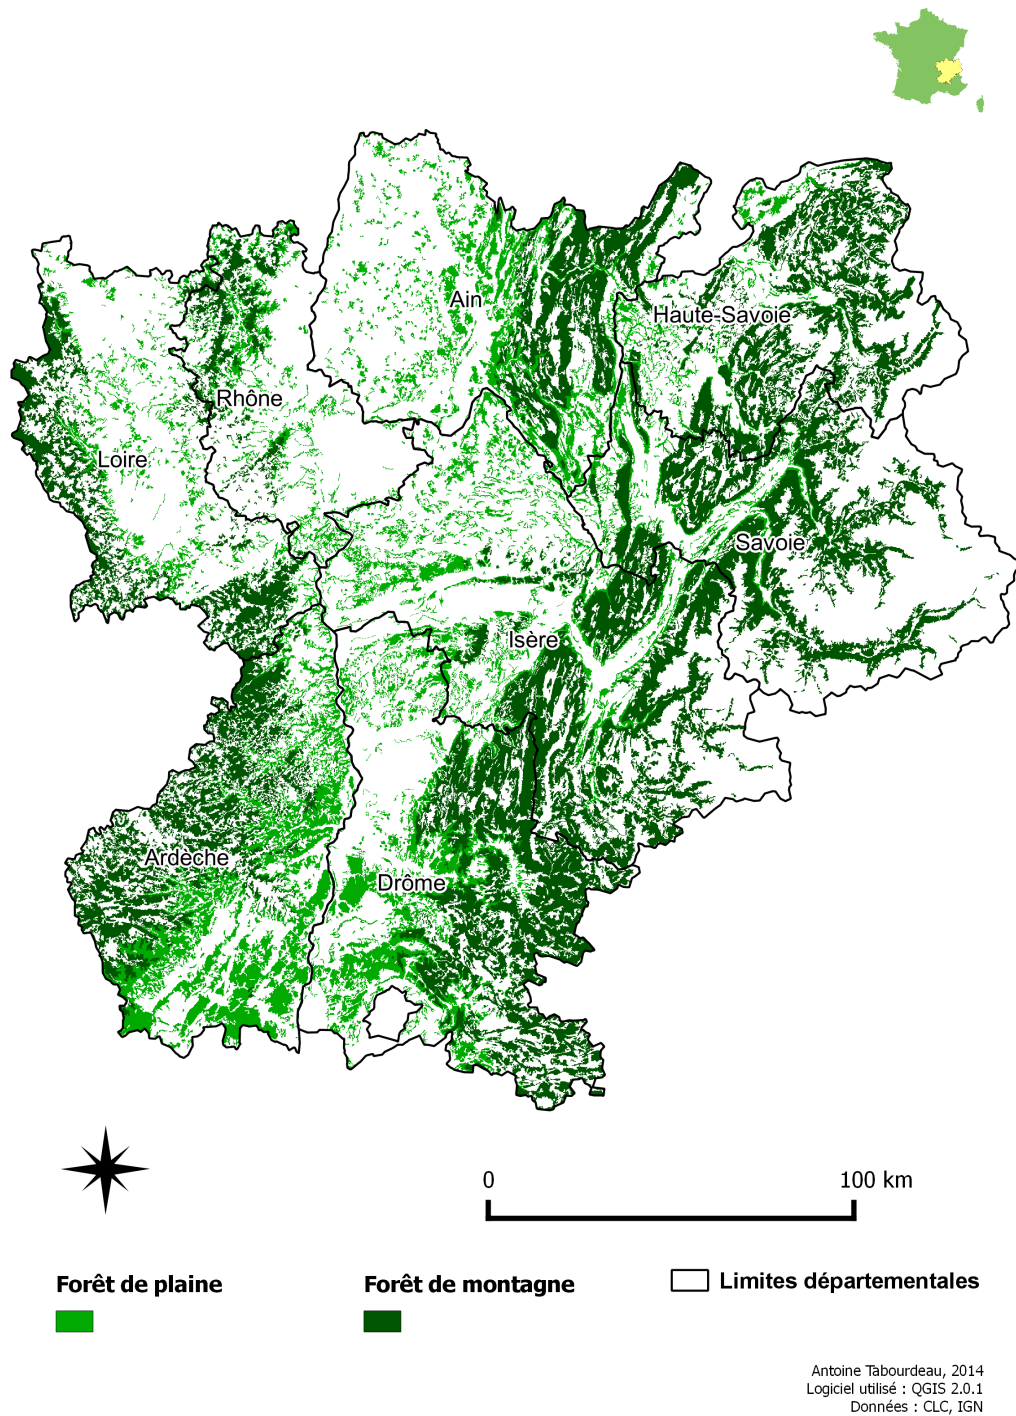 Ain
Haute-Savoie
Rhône
Loire
Savoie
Isère
Ardèche
Drôme
0 100 km
Forêt de plaine
Forêt de montagne
Limites départementales
Antoine Tabourdeau, 2014
Logiciel utilisé : QGIS 2.0.1
Données : CLC, IGN